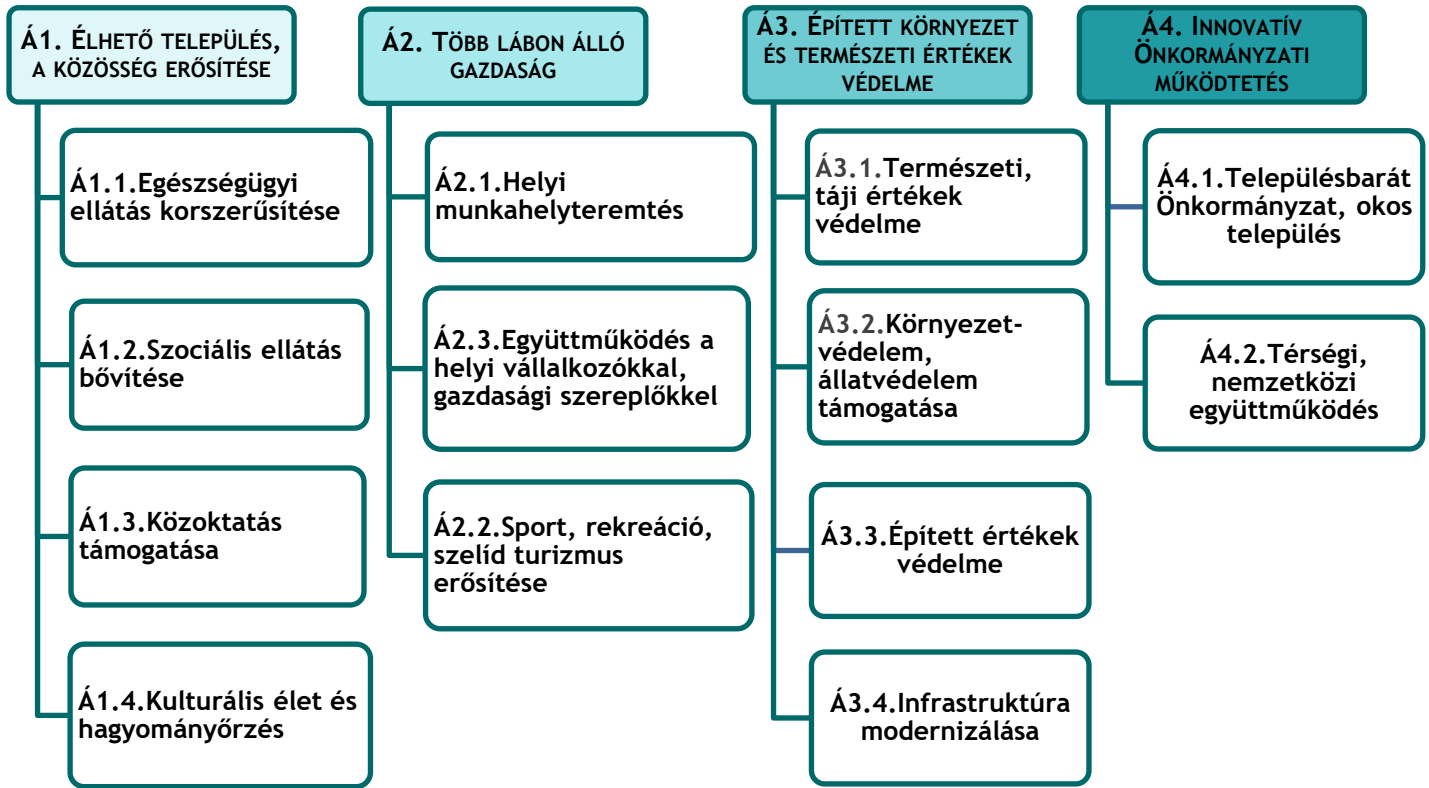 Á1. ÉLHETŐ TELEPÜLÉS,
A KÖZÖSSÉG ERŐSÍTÉSE
Á1.1.Egészségügyi
ellátás korszerűsítése
Á1.2.Szociális ellátás
bővítése
Á1.3.Közoktatás
támogatása
Á1.4.Kulturális élet és
hagyományőrzés
Á2. TÖBB LÁBON ÁLLÓ
GAZDASÁG
Á2.1.Helyi
munkahelyteremtés
Á2.3.Együttműködés a
helyi vállalkozókkal,
gazdasági szereplőkkel
Á2.2.Sport, rekreáció,
szelíd turizmus
erősítése
Á3. ÉPÍTETT KÖRNYEZET
ÉS TERMÉSZETI ÉRTÉKEK
VÉDELME
Á3.1.Természeti,
táji értékek
védelme
Á3.2.Környezet-
védelem,
állatvédelem
támogatása
Á3.3.Épített értékek
védelme
Á3.4.Infrastruktúra
modernizálása
Á4. INNOVATÍV
ÖNKORMÁNYZATI
MŰKÖDTETÉS
Á4.1.Településbarát
Önkormányzat, okos
település
Á4.2.Térségi,
nemzetközi
együttműködés